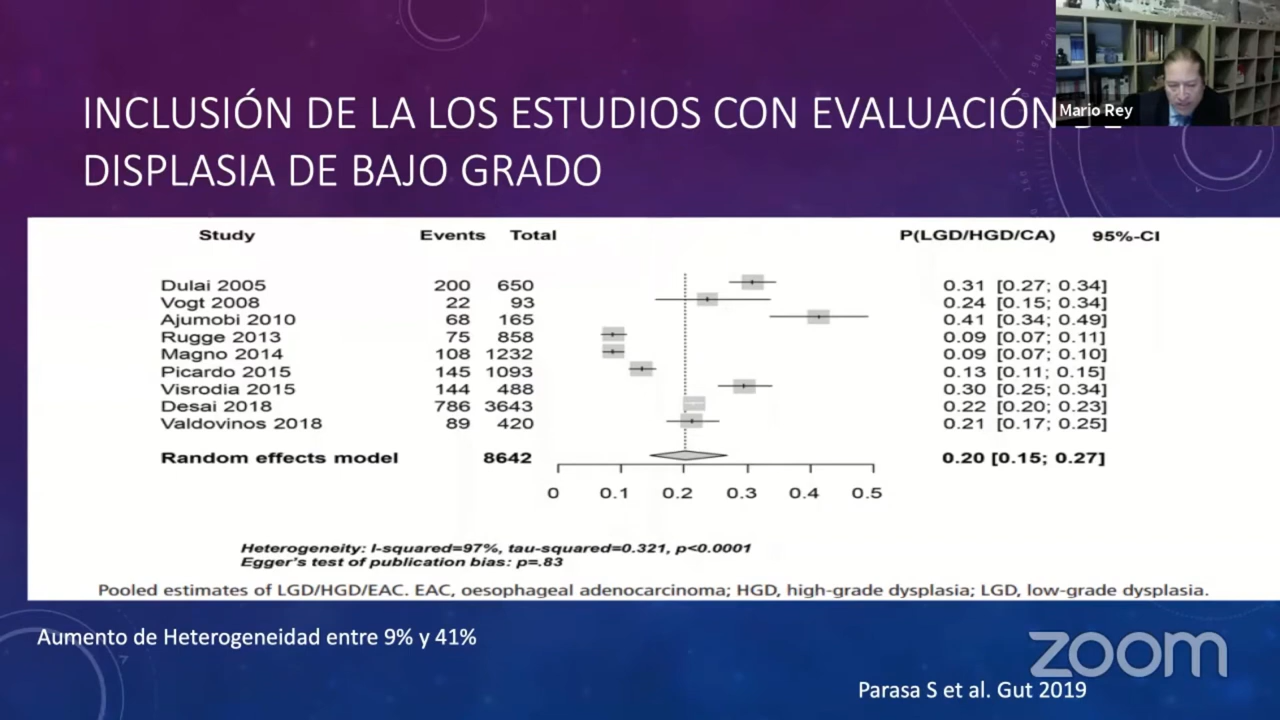 INCLUSIÓN DE LA LOS ESTUDIOS CON EVALUACIÓN DE
Mario Rey
DISPLASIA DE BAJO GRADO
Study Events Total P(LGD/HGD/CA) 95%-CI
Dulai 2005 200 650 0.31 [0.27; 0.34]
Vogt 2008 22 93 0.24 [0.15; 0.34]
Ajumobi 2010 68 165 0.41 [0.34; 0.49]
Rugge 2013 75 858 0.09 [0.07; 0.11]
Magno 2014 108 1232 0.09 [0.07; 0.10]
Picardo 2015 145 1093 0.13 [0.11; 0.15]
Visrodia 2015 144 488 0.30 [0.25; 0.34]
Desai 2018 786 3643 0.22 [0.20; 0.23]
Valdovinos 2018 89 420 0.21 [0.17; 0.25]
Random effects model 8642 0.20 [0.15; 0.27]
0 0.1 0.2 0.3 0.4 0.5
Heterogeneity: I-squared=97%, tau-squared=0.321, p<0.0001
Egger's test of publication bias: p=.83
Pooled estimates of LGD/HGD/EAC. EAC, oesophageal adenocarcinoma; HGD, high-grade dysplasia; LGD, low-grade dysplasia.
Aumento de Heterogeneidad entre 9% y 41%
zoom
Parasa S et al. Gut 2019